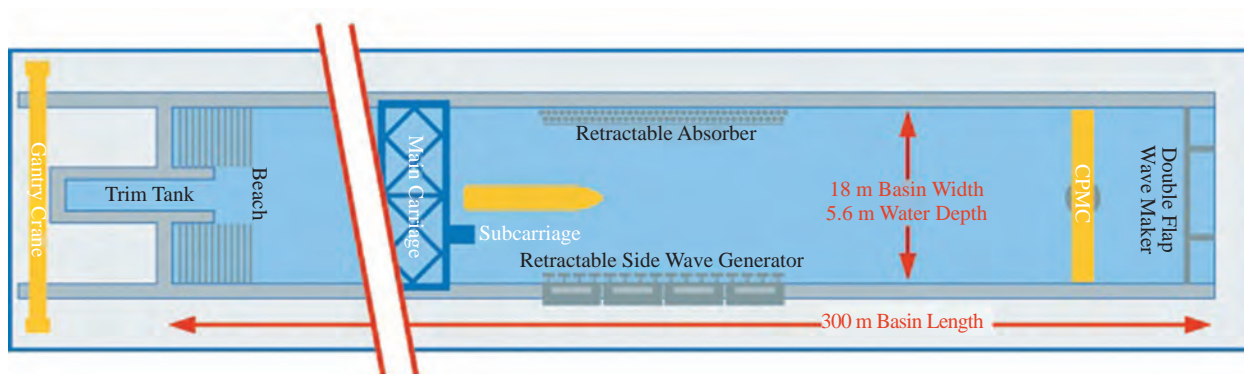 Gantry Crane
Trim Tank
Beach
Main Carriage
Subcarriage
Retractable Absorber
Retractable Side Wave Generator
18 m Basin Width
5.6 m Water Depth
CPMC
Double Flap
Wave Maker
300 m Basin Length